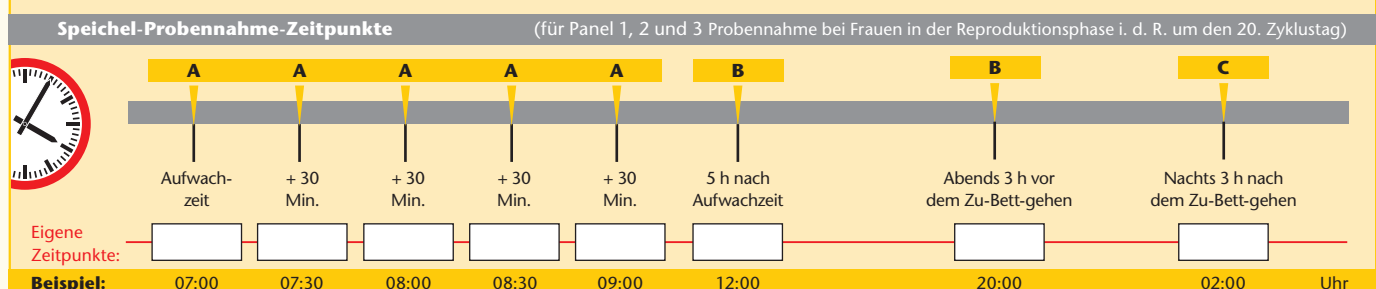 Speichel-Probennahme-Zeitpunkte (für Panel 1, 2 und 3 Probennahme bei Frauen in der Reproduktionsphase i. d. R. um den 20. Zyklustag)
A A A A A B B C
Aufwach- + 30 + 30 + 30 + 30 5 h nach Abends 3 h vor Nachts 3 h nach
zeit Min. Min. Min. Min. Aufwachzeit dem Zu-Bett-gehen dem Zu-Bett-gehen
Eigene
Zeitpunkte:
Beispiel: 07:00 07:30 08:00 08:30 09:00 12:00 20:00 02:00 Uhr